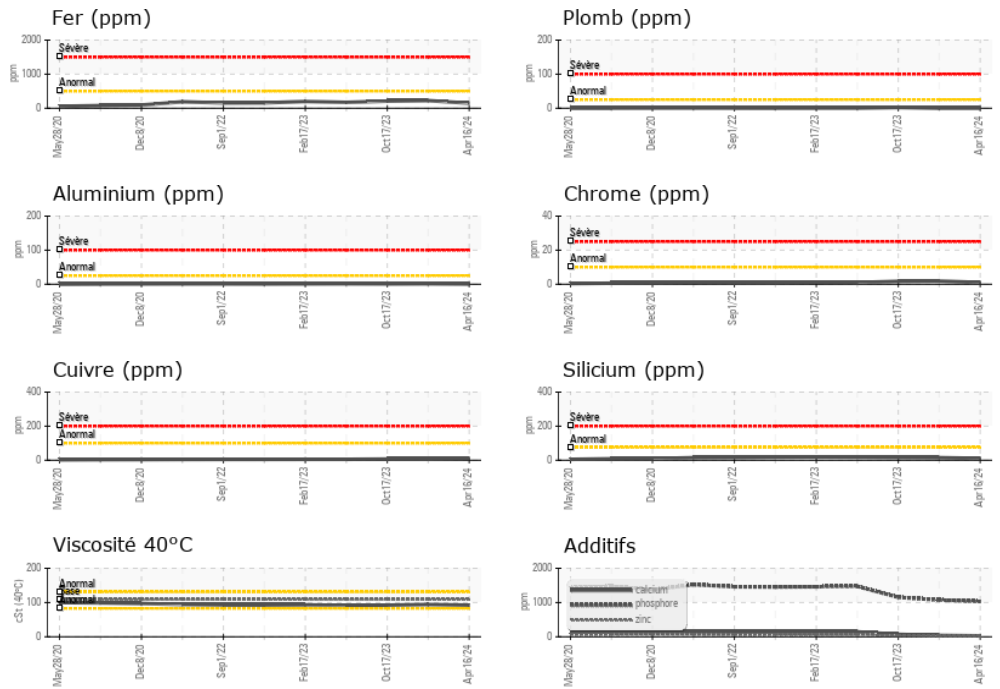 Fer (ppm)
Plomb (ppm)
2000
1000
0
ppm
Sévère
Anormal
May28/20
Dec8/20
Sep1/22
Feb17/23
Oct17/23
Apr16/24
200
100
0
ppm
Sévère
Anormal
May28/20
Dec8/20
Sep1/22
Feb17/23
Oct17/23
Apr16/24
Aluminium (ppm)
Chrome (ppm)
200
100
0
ppm
Sévère
Anormal
May28/20
Dec8/20
Sep1/22
Feb17/23
Oct17/23
Apr16/24
40
20
0
ppm
Sévère
Anormal
May28/20
Dec8/20
Sep1/22
Feb17/23
Oct17/23
Apr16/24
Cuivre (ppm)
Silicium (ppm)
400
200
0
ppm
Sévère
Anormal
May28/20
Dec8/20
Sep1/22
Feb17/23
Oct17/23
Apr16/24
400
200
0
ppm
Sévère
Anormal
May28/20
Dec8/20
Sep1/22
Feb17/23
Oct17/23
Apr16/24
Viscosité 40°C
Additifs
200
100
0
cSt (40°C)
Anormal
Base
Anormal
May28/20
Dec8/20
Sep1/22
Feb17/23
Oct17/23
Apr16/24
2000
1000
0
ppm
calcium
phosphore
zinc
May28/20
Dec8/20
Sep1/22
Feb17/23
Oct17/23
Apr16/24